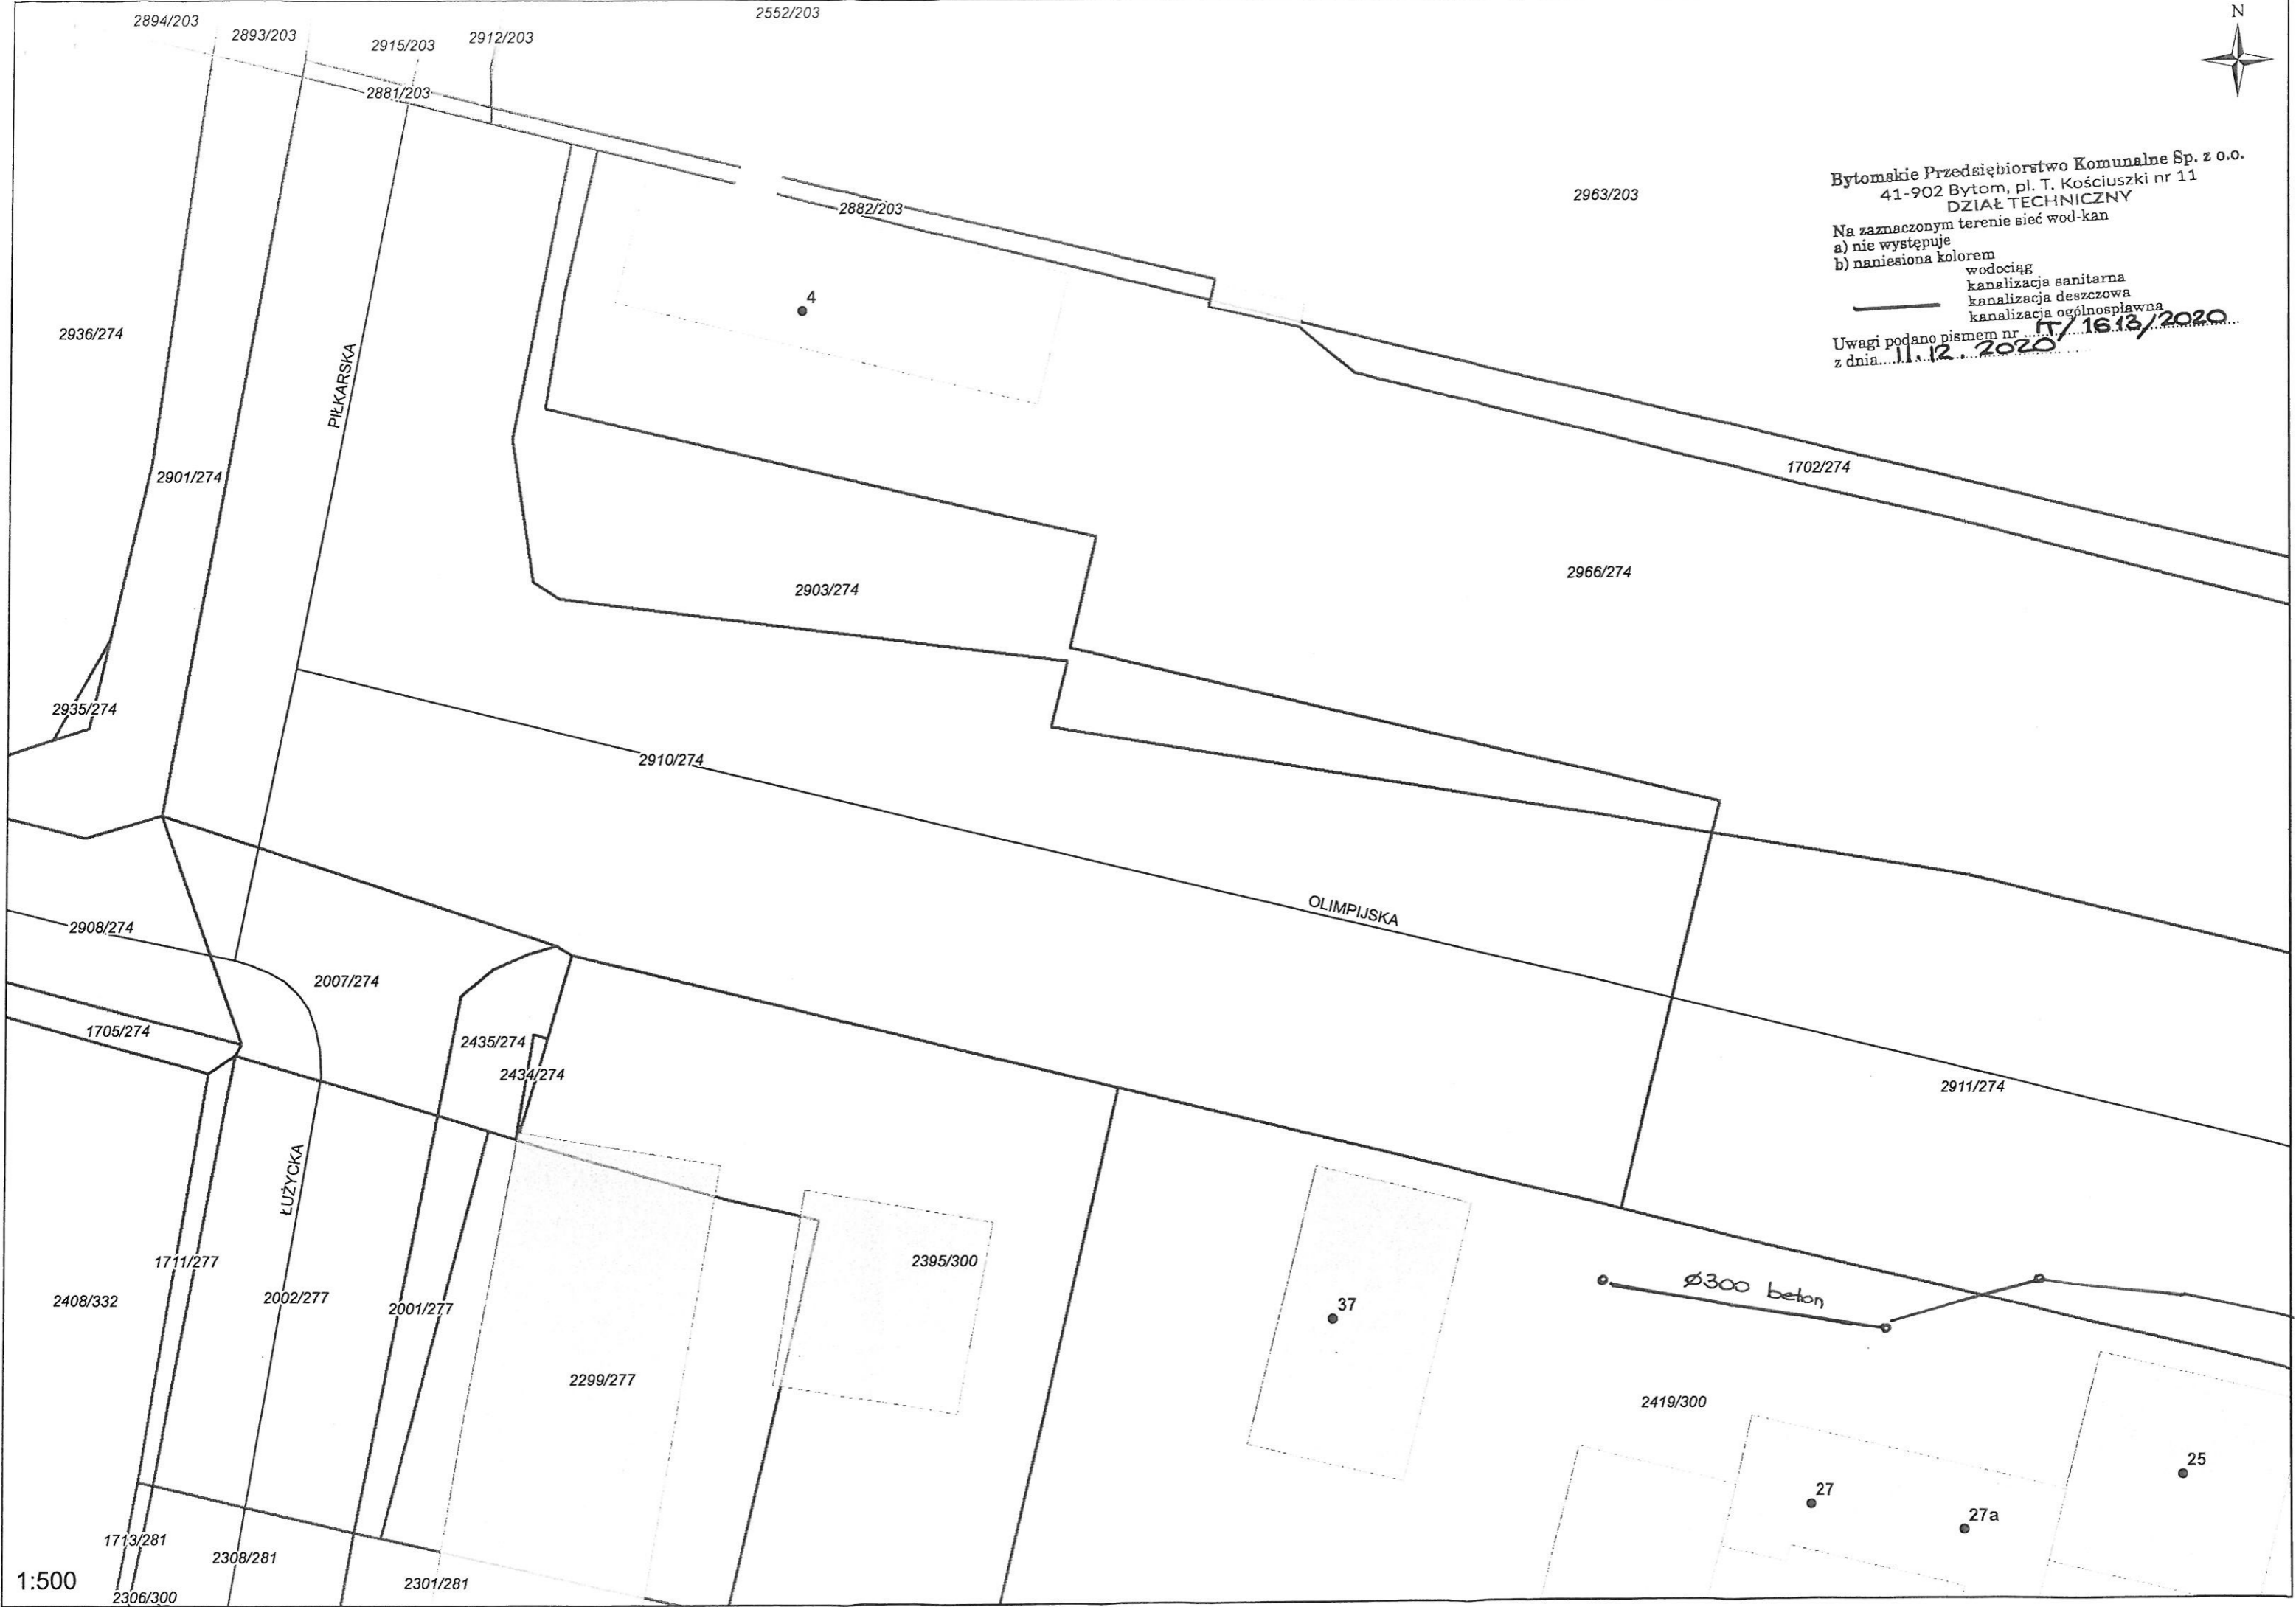 2894/203
2893/203
2915/203
2912/203
2552/203
N
2881/203
Bytomskie Przedsiębiorstwo Komunalne Sp. z o.o.
41-902 Bytom, pl. T. Kościuszki nr 11
DZIAŁ TECHNICZNY
Na zaznaczonym terenie sieć wod-kan
a) nie występuje
b) naniesiona kolorem
wodociąg
kanalizacja sanitarna
kanalizacja deszczowa
kanalizacja ogólnospławna
Uwagi podano pismem nr IT/1613/2020
z dnia 11.12.2020
2963/203
2882/203
4
2936/274
PIŁKARSKA
2901/274
1702/274
2966/274
2903/274
2935/274
2910/274
OLIMPIJSKA
2908/274
2007/274
1705/274
2435/274
2434/274
2911/274
ŁUŻYCKA
1711/277
2395/300
2408/332
2002/277
2001/277
37
Ø300 beton
2299/277
2419/300
25
27
27a
1713/281
2308/281
1:500
2301/281
2306/300